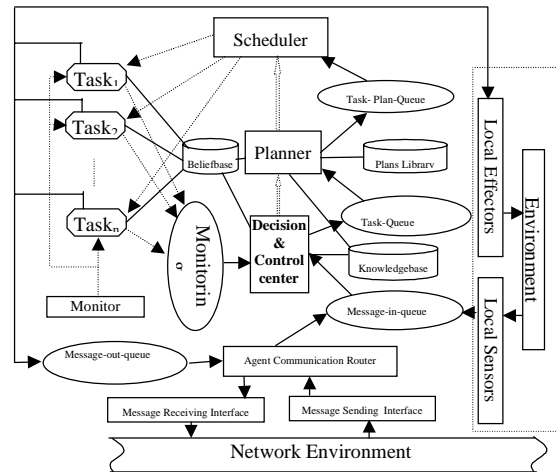 Scheduler
Task1
Task- Plan-Queue
Task2
Beliefbase
Planner
Plans Library
Local Effectors
Environment
Taskn
Monitorin
g
Decision &
Control
center
Task-Queue
Knowledgebase
Monitor
Message-in-queue
Local Sensors
Message-out-queue
Agent Communication Router
Message Receiving Interface
Message Sending Interface
Network Environment